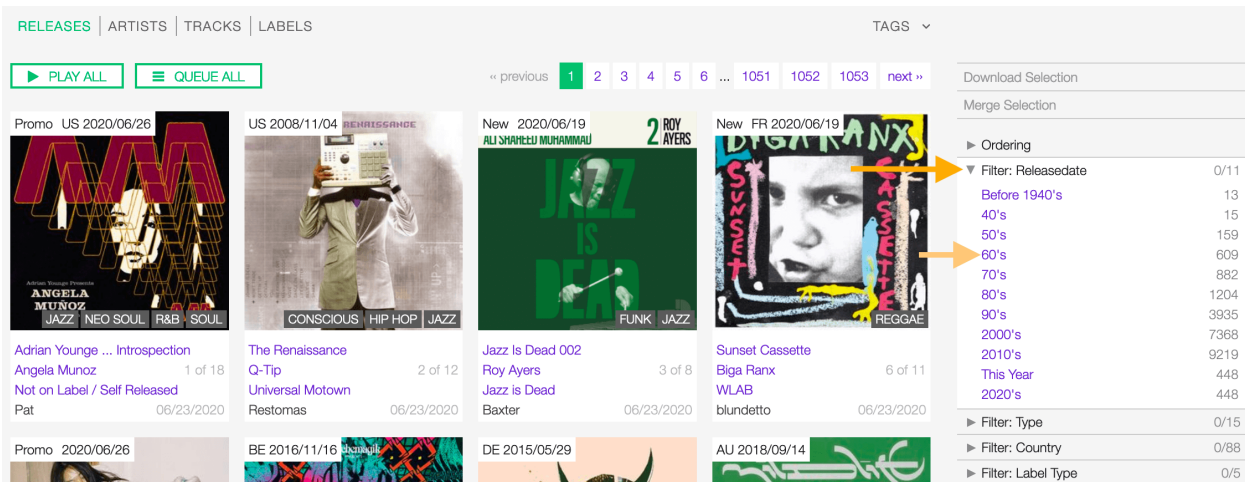 RELEASES ARTISTS TRACKS LABELS TAGS
PLAY ALL QUEUE ALL ‹‹ previous 1 2 3 4 5 6 ... 1051 1052 1053 next ››
Download Selection
Merge Selection
Promo US 2020/06/26
Adrian Younge Presents
ANGELA
MUÑOZ
JAZZ NEO SOUL R&B SOUL
Adrian Younge ... Introspection
Angela Munoz 1 of 18
Not on Label / Self Released
Pat 06/23/2020
US 2008/11/04
RENAISSANCE
CONSCIOUS HIP HOP JAZZ
The Renaissance
Q-Tip 2 of 12
Universal Motown
Restomas 06/23/2020
New 2020/06/19
ALI SHAHEED MUHAMMAD
2 ROY
AYERS
JAZZ
IS
DEAD
FUNK JAZZ
Jazz Is Dead 002
Roy Ayers 3 of 8
Jazz is Dead
Baxter 06/23/2020
New FR 2020/06/19
BIGA RANX
SUNSET
CASSETTE
REGGAE
Sunset Cassette
Biga Ranx 6 of 11
WLAB
blundetto 06/23/2020
Promo 2020/06/26
BE 2016/11/16
DE 2015/05/29
AU 2018/09/14
Ordering
Filter: Releasedate 0/11
Before 1940's 13
40's 15
50's 159
60's 609
70's 882
80's 1204
90's 3935
2000's 7368
2010's 9219
This Year 448
2020's 448
Filter: Type 0/15
Filter: Country 0/88
Filter: Label Type 0/5